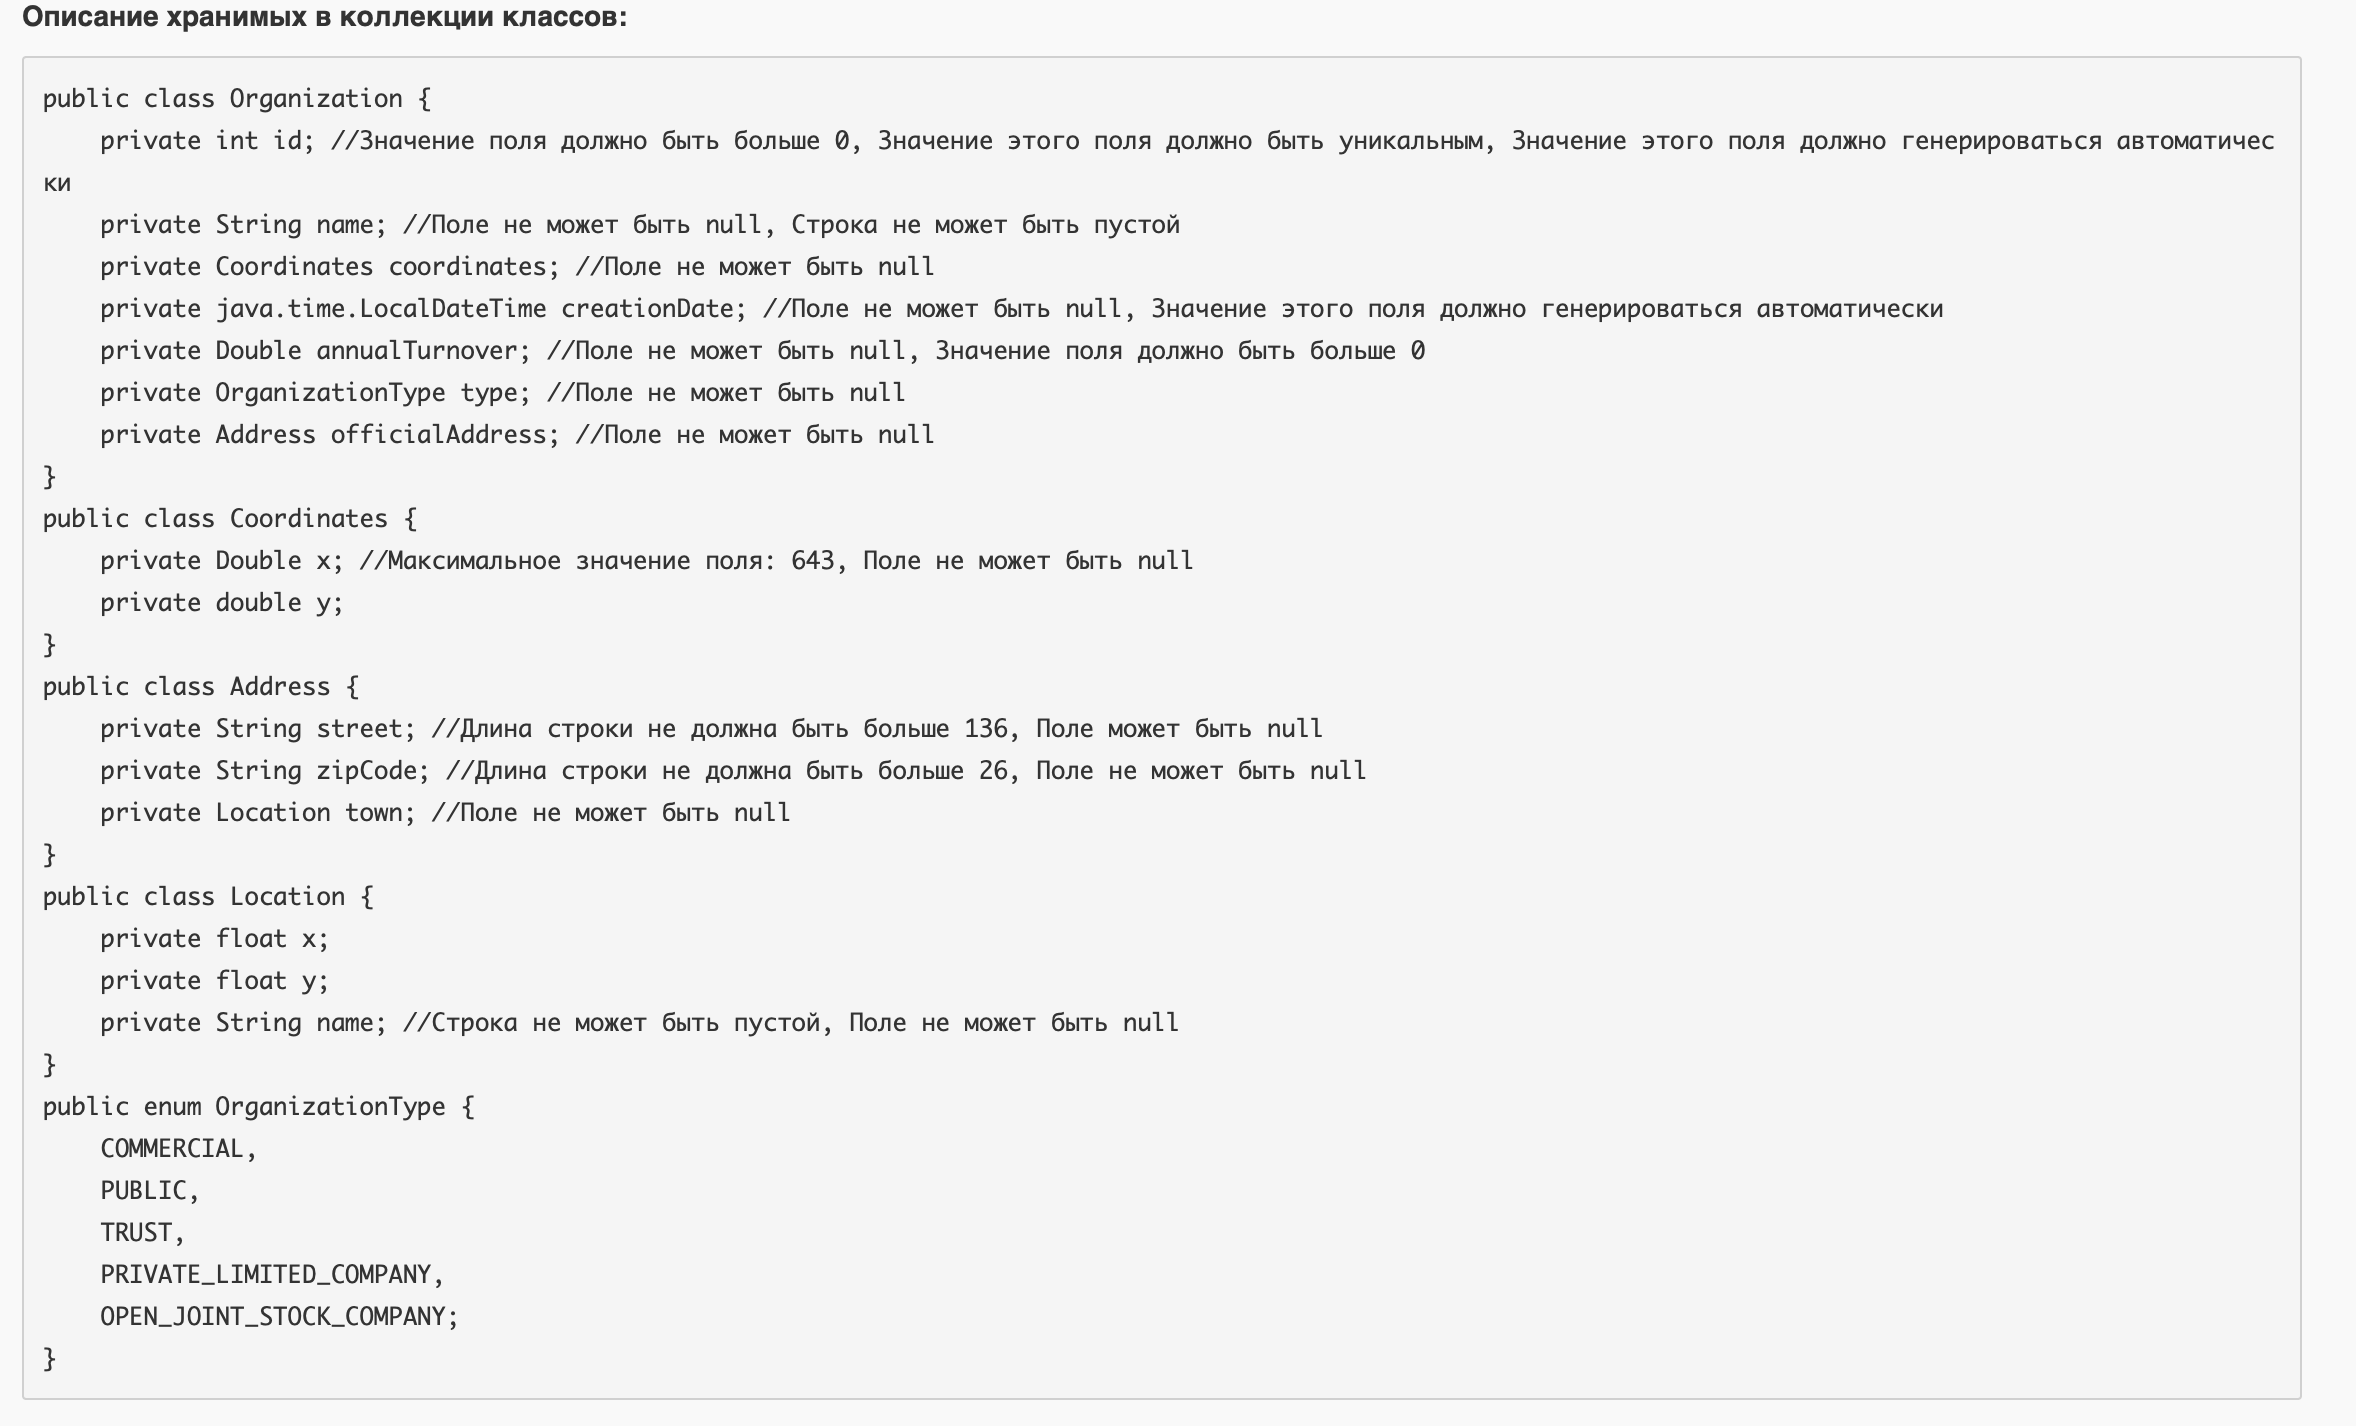 Описание хранимых в коллекции классов:
public class Organization {
    private int id; //Значение поля должно быть больше 0, Значение этого поля должно быть уникальным, Значение этого поля должно генерироваться автоматичес
ки
    private String name; //Поле не может быть null, Строка не может быть пустой
    private Coordinates coordinates; //Поле не может быть null
    private java.time.LocalDateTime creationDate; //Поле не может быть null, Значение этого поля должно генерироваться автоматически
    private Double annualTurnover; //Поле не может быть null, Значение поля должно быть больше 0
    private OrganizationType type; //Поле не может быть null
    private Address officialAddress; //Поле не может быть null
}
public class Coordinates {
    private Double x; //Максимальное значение поля: 643, Поле не может быть null
    private double y;
}
public class Address {
    private String street; //Длина строки не должна быть больше 136, Поле может быть null
    private String zipCode; //Длина строки не должна быть больше 26, Поле не может быть null
    private Location town; //Поле не может быть null
}
public class Location {
    private float x;
    private float y;
    private String name; //Строка не может быть пустой, Поле не может быть null
}
public enum OrganizationType {
    COMMERCIAL,
    PUBLIC,
    TRUST,
    PRIVATE_LIMITED_COMPANY,
    OPEN_JOINT_STOCK_COMPANY;
}